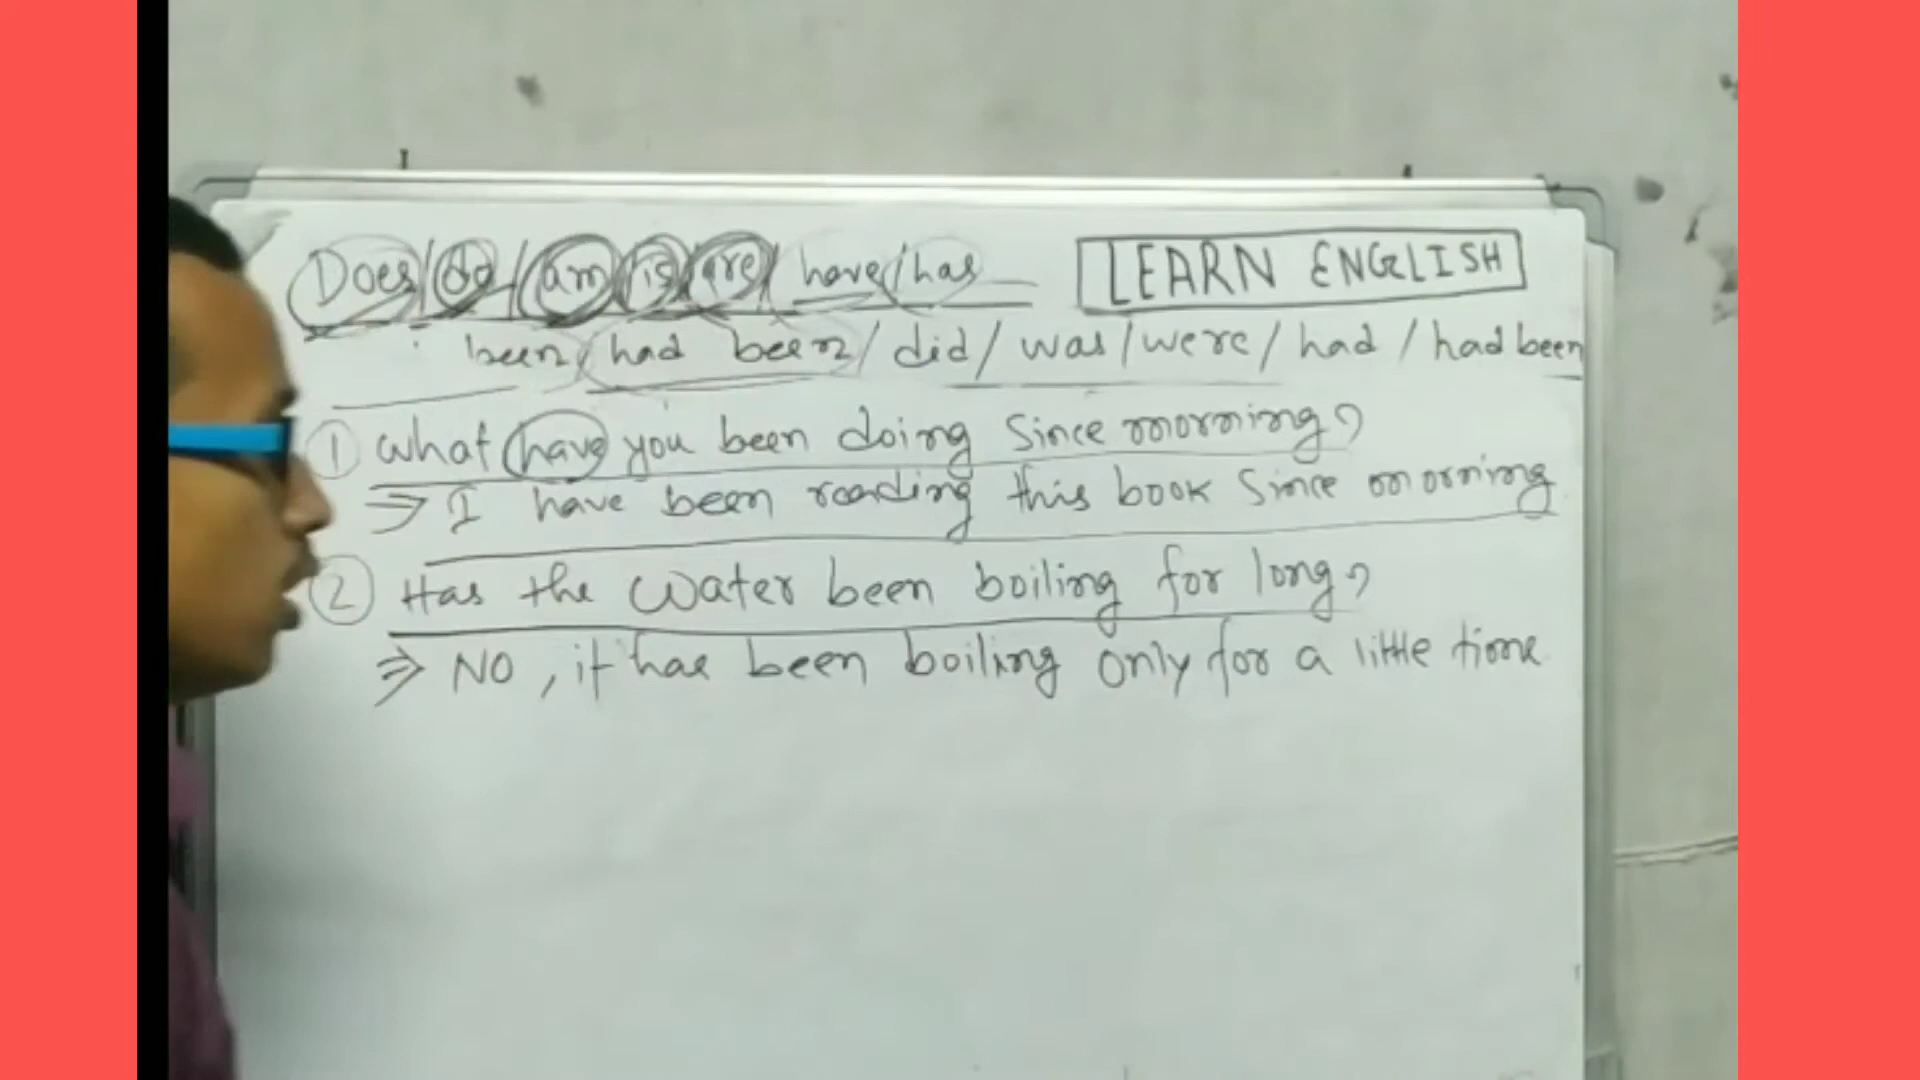 Does/do/am/is/are/have/has
LEARN ENGLISH
been/had been/did/was/were/had/had been
① What have you been doing Since morning?
⇒ I have been reading this book Since morning
② Has the water been boiling for long?
⇒ NO, it has been boiling only for a little time